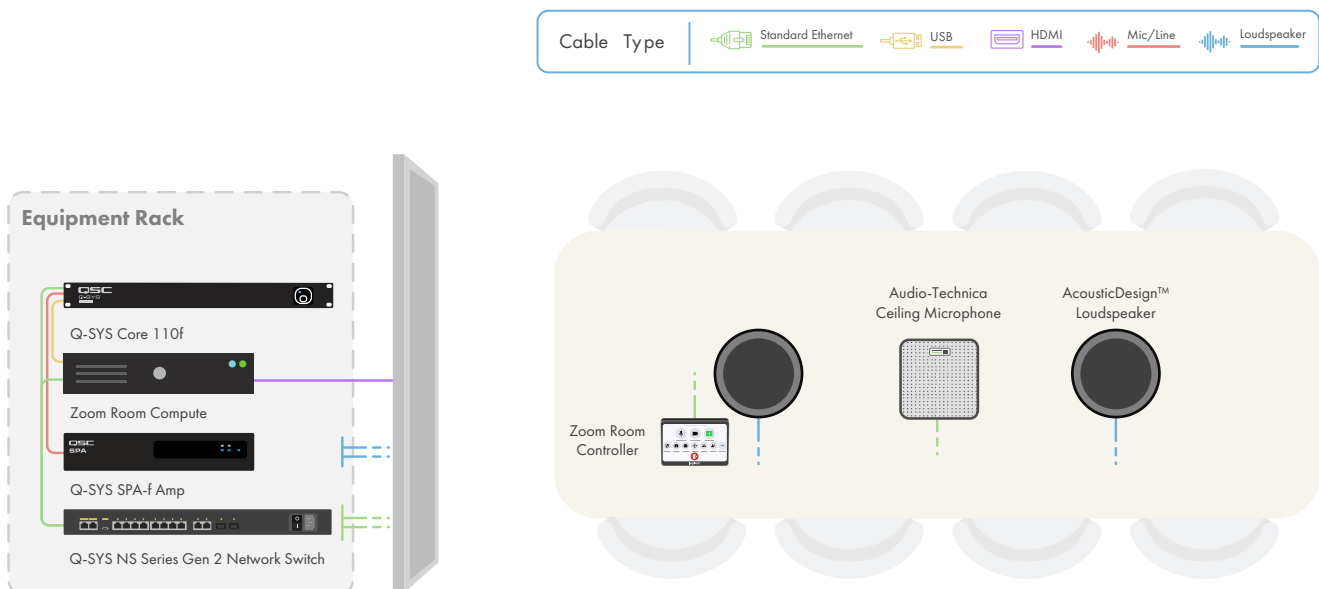 Cable Type
Standard Ethernet
USB
HDMI
Mic/Line
Loudspeaker
Equipment Rack
QSC
Q-SYS
Q-SYS Core 110f
Zoom Room Compute
QSC
SPA
Q-SYS SPA-f Amp
Q-SYS NS Series Gen 2 Network Switch
Audio-Technica
Ceiling Microphone
AcousticDesign™
Loudspeaker
Zoom Room
Controller